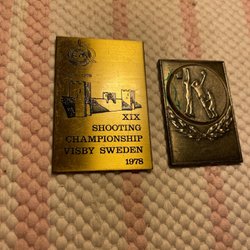 XIX
SHOOTING
CHAMPIONSHIP
VISBY SWEDEN
1978